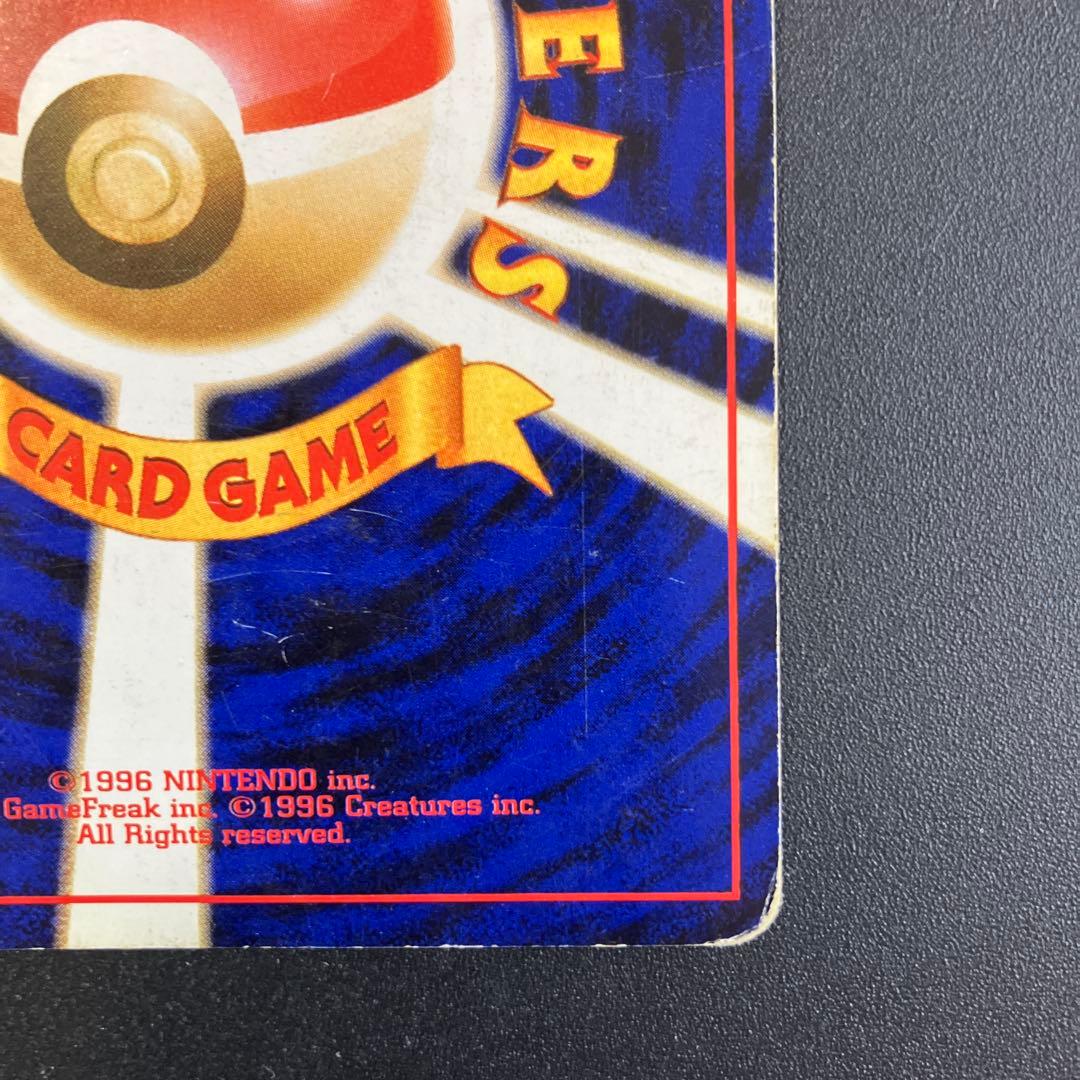 ERS
CARD GAME
©1996 NINTENDO inc.
GameFreak inc. ©1996 Creatures inc.
All Rights reserved.